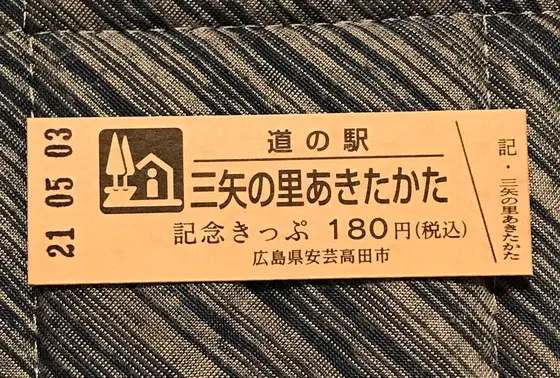 21 05 03
道の駅
三矢の里あきたかた
記念きっぷ 180円(税込)
広島県安芸高田市
記・三矢の里あきたかた